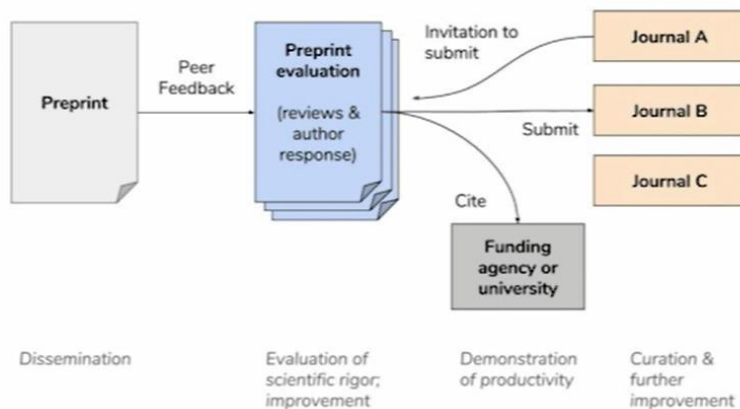 Preprint
Peer
Feedback
Preprint
evaluation
(reviews &
author
response)
Invitation to
submit
Submit
Cite
Journal A
Journal B
Journal C
Funding
agency or
university
Dissemination
Evaluation of
scientific rigor;
improvement
Demonstration
of productivity
Curation &
further
improvement